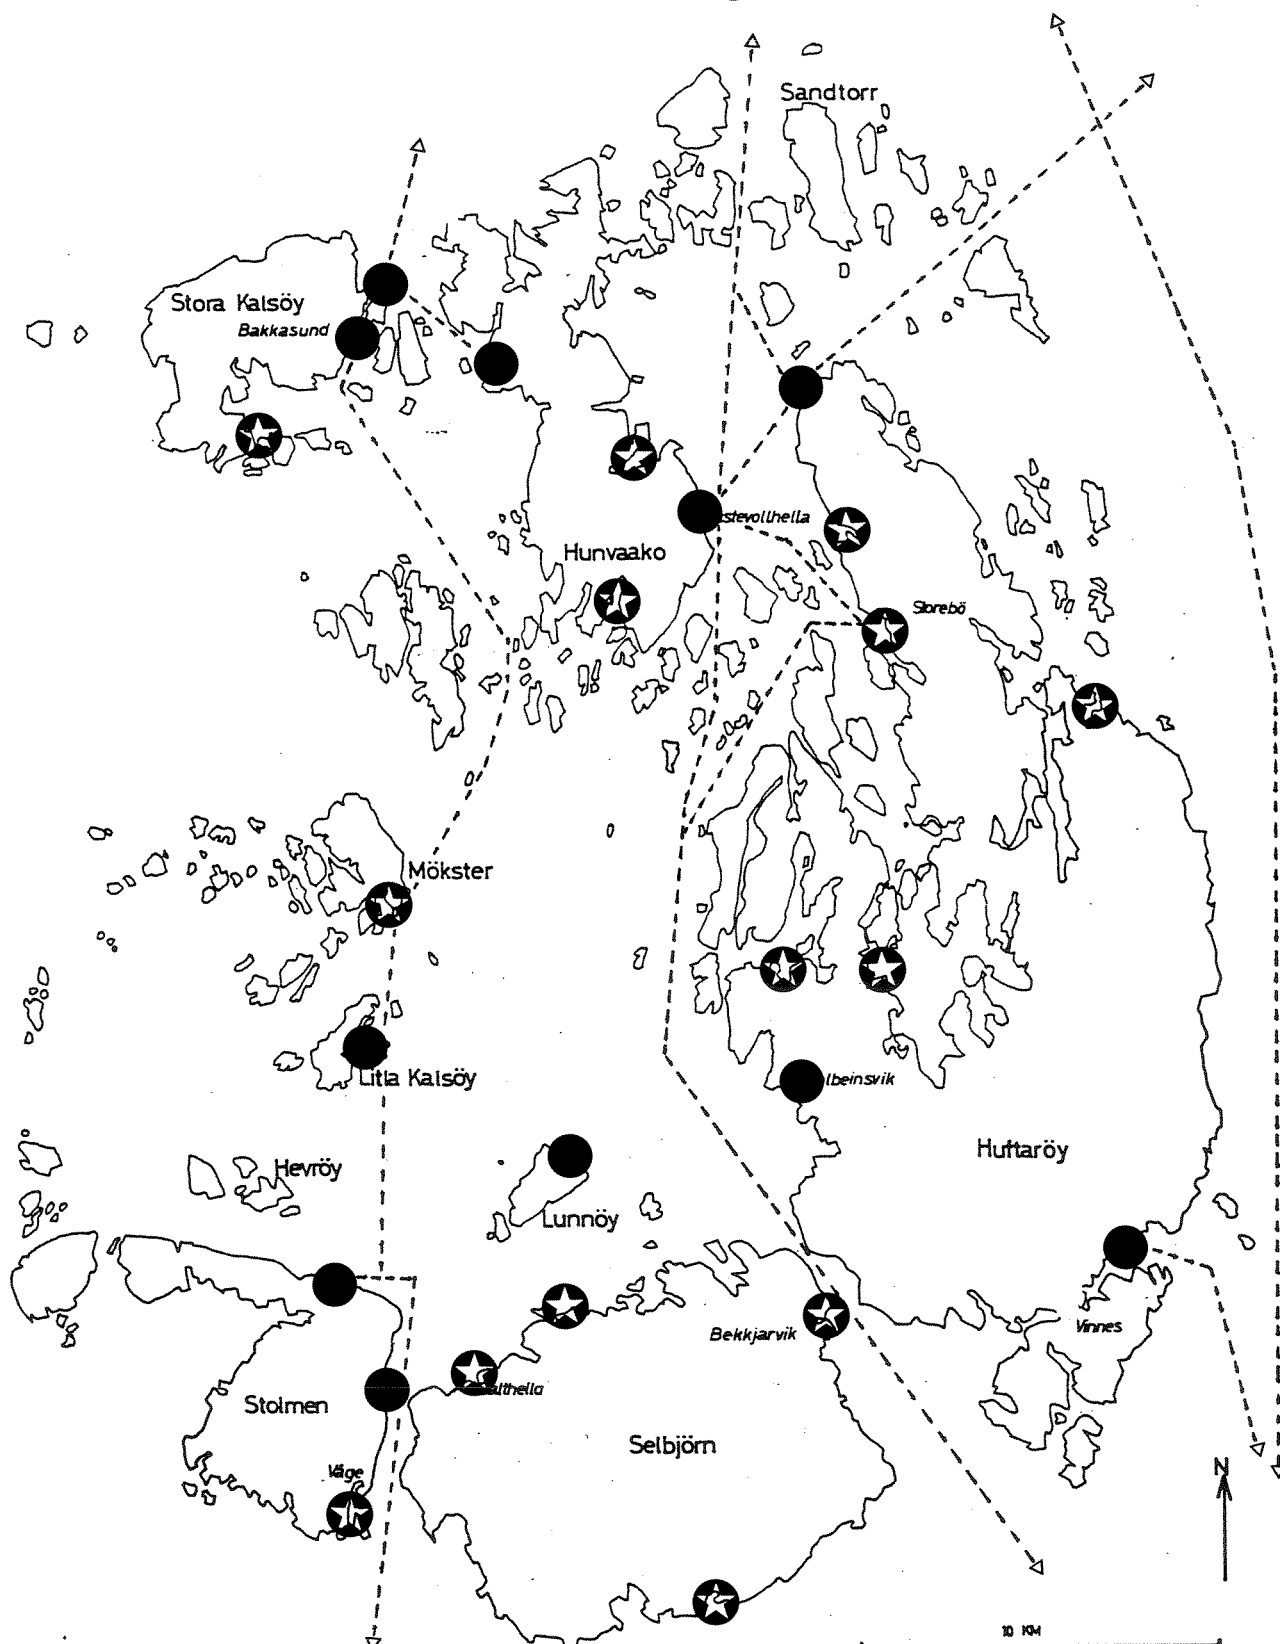 Sandtorr
Stora Kalsöy
Bakkasund
stevollhella
Hunvaako
Storebö
Mökster
Litla Kalsöy
lbeinsvik
Huftaröy
Hevröy
Lunnöy
Bekkjarvik
Vinnes
althella
Stolmen
Selbjörn
Våge
N
10 KM